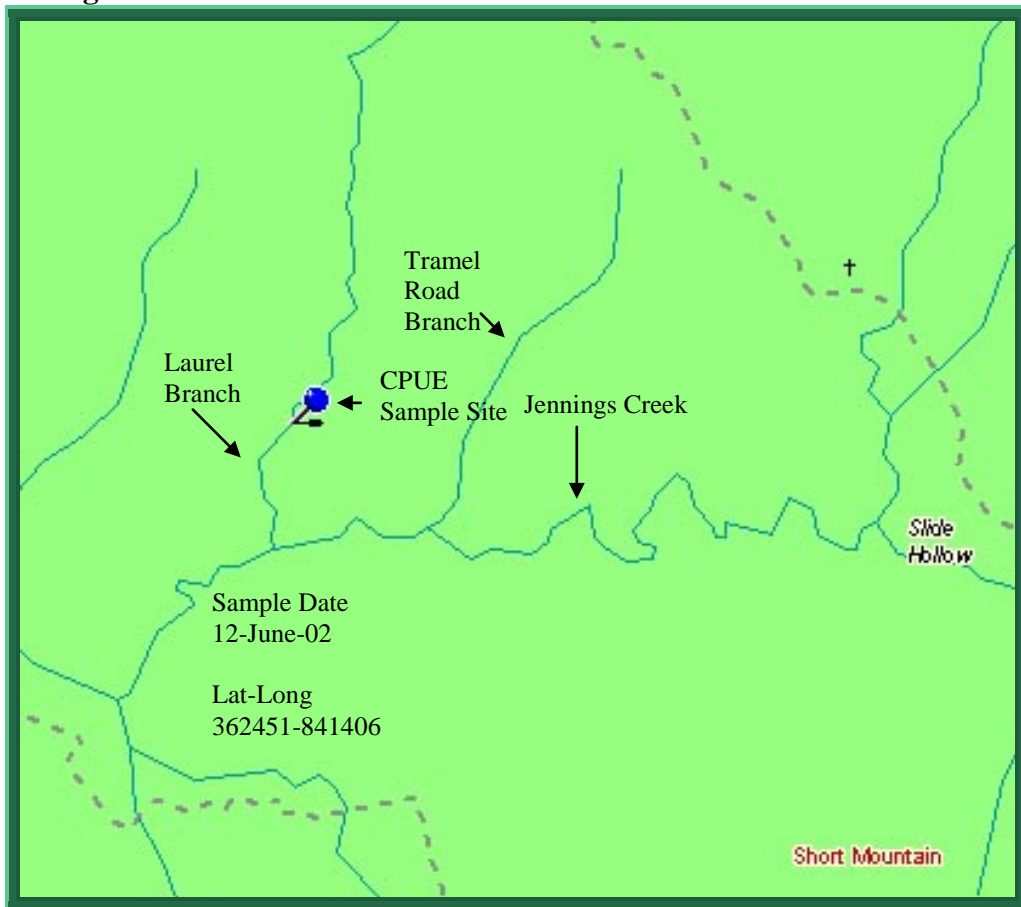 Tramel
Road
Branch
Laurel
Branch
CPUE
Sample Site
Jennings Creek
Slide
Hollow
Sample Date
12-June-02
Lat-Long
362451-841406
Short Mountain